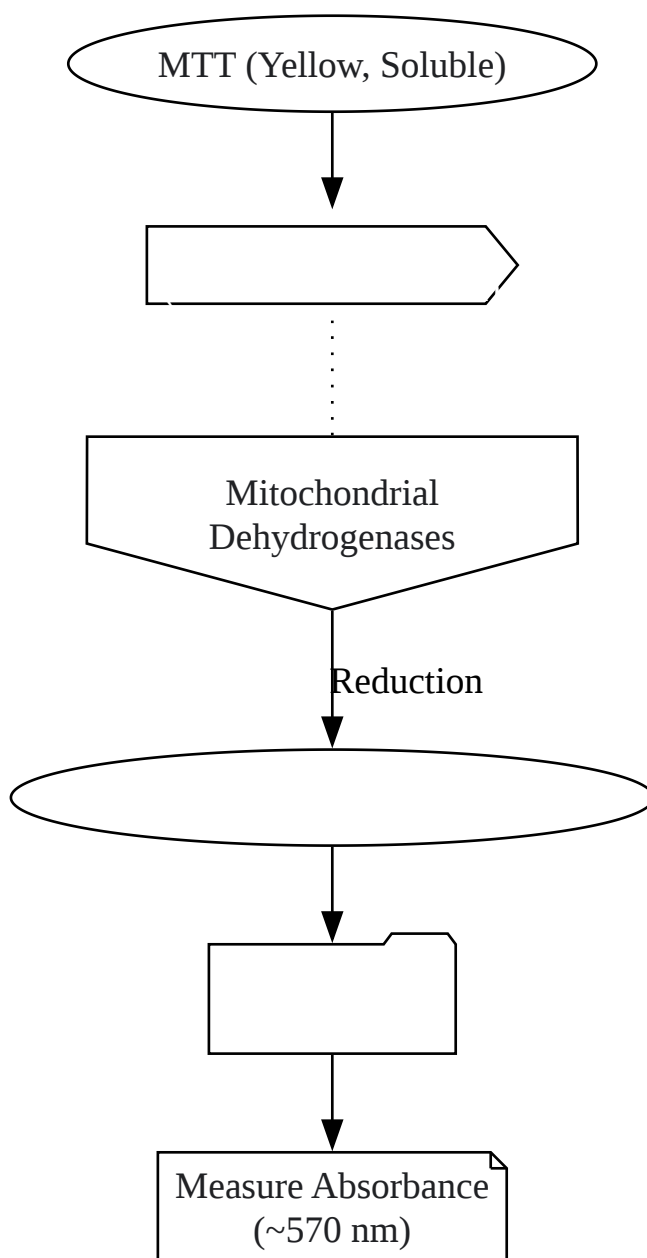 MTT (Yellow, Soluble)
Mitochondrial
Dehydrogenases
Reduction
Measure Absorbance
(~570 nm)